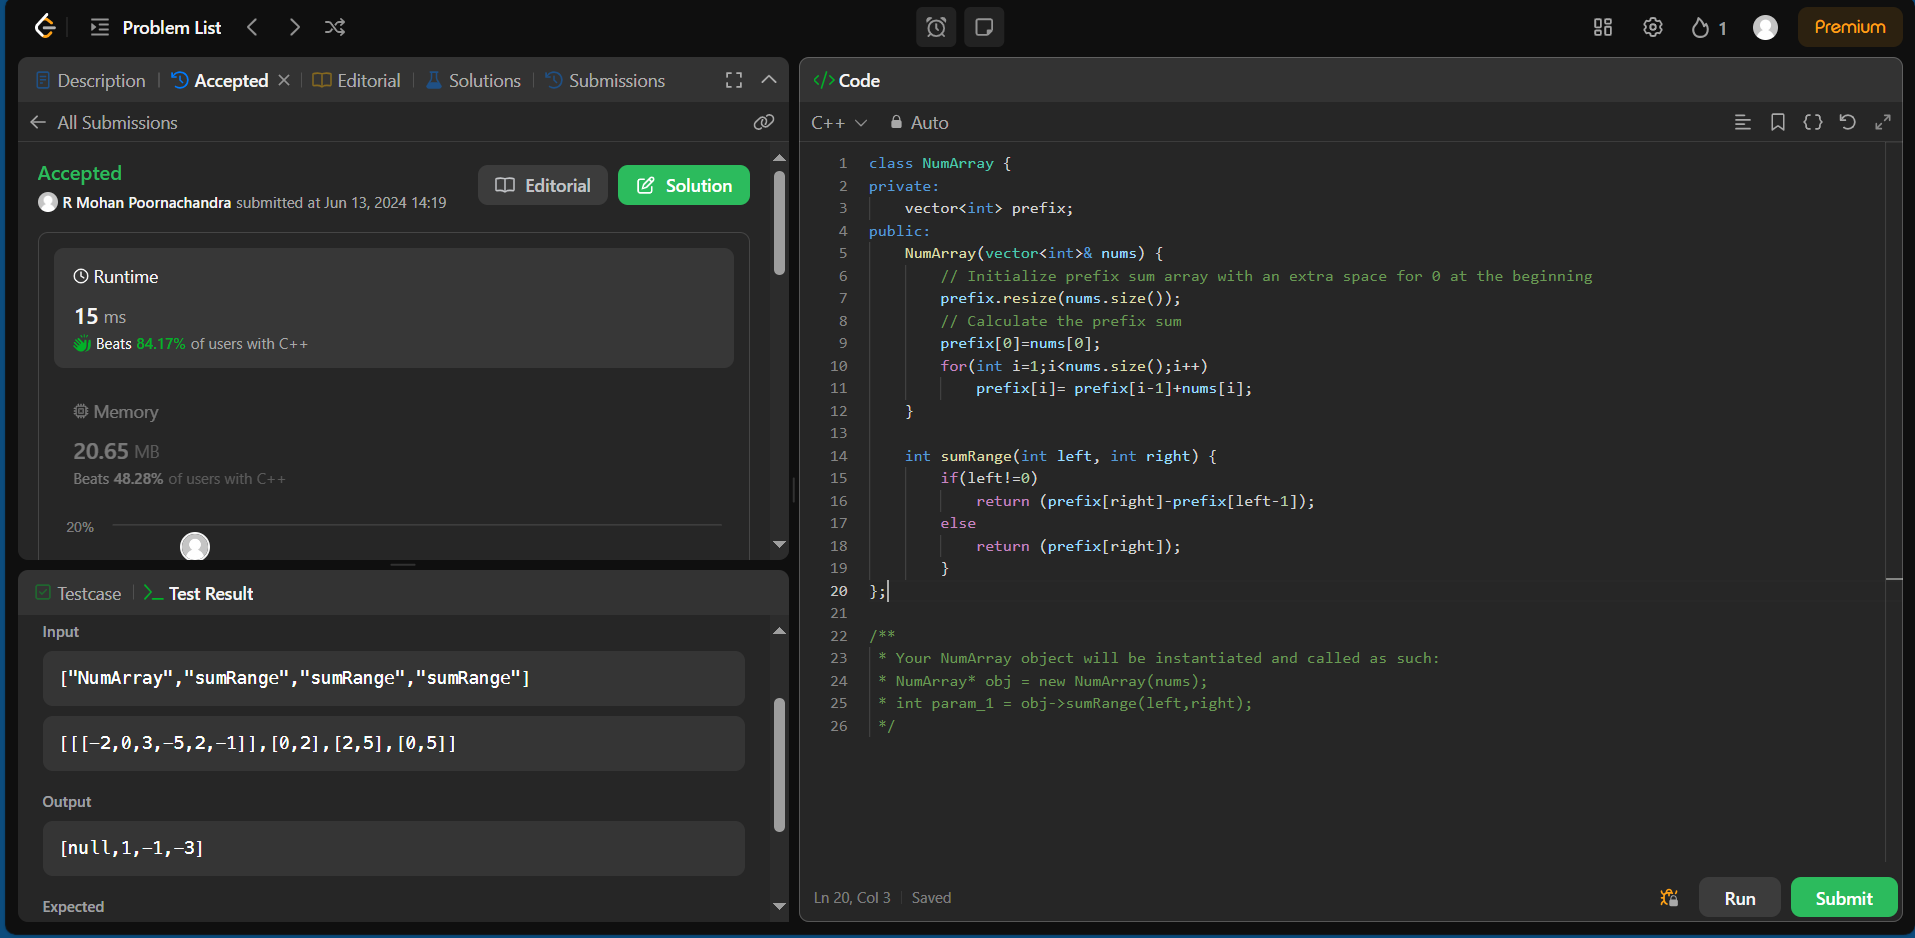 Problem List
1
Premium
Description
Accepted
Editorial
Solutions
Submissions
All Submissions
Accepted
R Mohan Poornachandra submitted at Jun 13, 2024 14:19
Editorial
Solution
Runtime
15 ms
Beats 84.17% of users with C++
Memory
20.65 MB
Beats 48.28% of users with C++
20%
Testcase
Test Result
Input
["NumArray","sumRange","sumRange","sumRange"]
[[[−2,0,3,−5,2,−1]],[0,2],[2,5],[0,5]]
Output
[null,1,−1,−3]
Expected
</> Code
C++
Auto
1 class NumArray {
2 private:
3     vector<int> prefix;
4 public:
5     NumArray(vector<int>& nums) {
6         // Initialize prefix sum array with an extra space for 0 at the beginning
7         prefix.resize(nums.size());
8         // Calculate the prefix sum
9         prefix[0]=nums[0];
10         for(int i=1;i<nums.size();i++)
11             prefix[i]= prefix[i-1]+nums[i];
12     }
13
14     int sumRange(int left, int right) {
15         if(left!=0)
16             return (prefix[right]-prefix[left-1]);
17         else
18             return (prefix[right]);
19         }
20 };
21
22 /**
23  * Your NumArray object will be instantiated and called as such:
24  * NumArray* obj = new NumArray(nums);
25  * int param_1 = obj->sumRange(left,right);
26  */
Ln 20, Col 3
Saved
Run
Submit